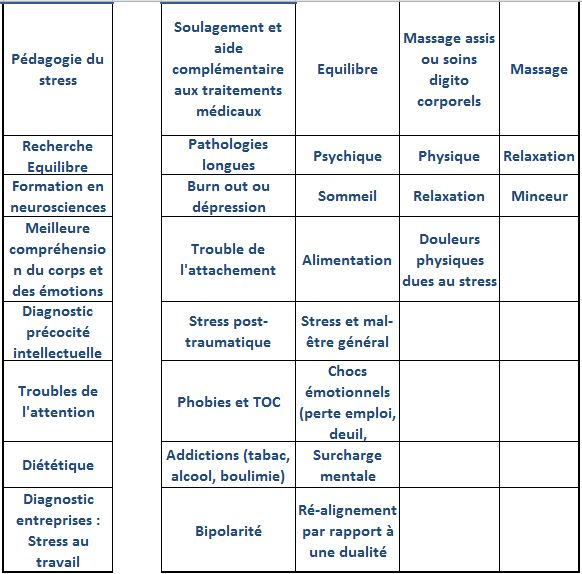 Pédagogie du
stress
Soulagement et
aide
complémentaire
aux traitements
médicaux
Equilibre
Massage assis
ou soins
digito
corporels
Massage
Recherche
Equilibre
Pathologies
longues
Psychique
Physique
Relaxation
Formation en
neurosciences
Burn out ou
dépression
Sommeil
Relaxation
Minceur
Meilleure
compréhensio
n du corps et
des émotions
Trouble de
l'attachement
Alimentation
Douleurs
physiques
dues au stress
Diagnostic
précocité
intellectuelle
Stress post-
traumatique
Stress et mal-
être général
Troubles de
l'attention
Phobies et TOC
Chocs
émotionnels
(perte emploi,
deuil,
Diététique
Addictions (tabac,
alcool, boulimie)
Surcharge
mentale
Diagnostic
entreprises :
Stress au
travail
Bipolarité
Ré-alignement
par rapport à
une dualité